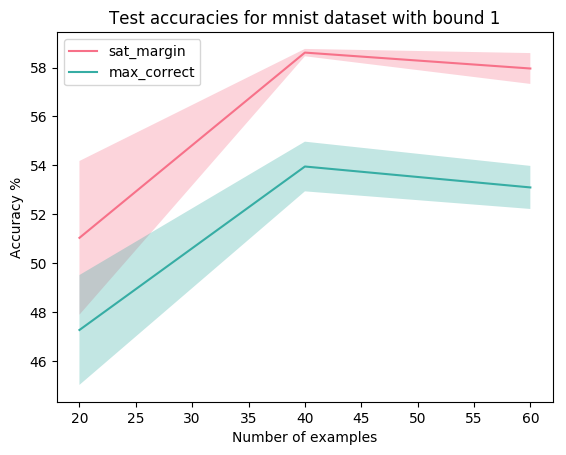 Test accuracies for mnist dataset with bound 1
sat_margin
max_correct
Accuracy %
58
56
54
52
50
48
46
20 25 30 35 40 45 50 55 60
Number of examples